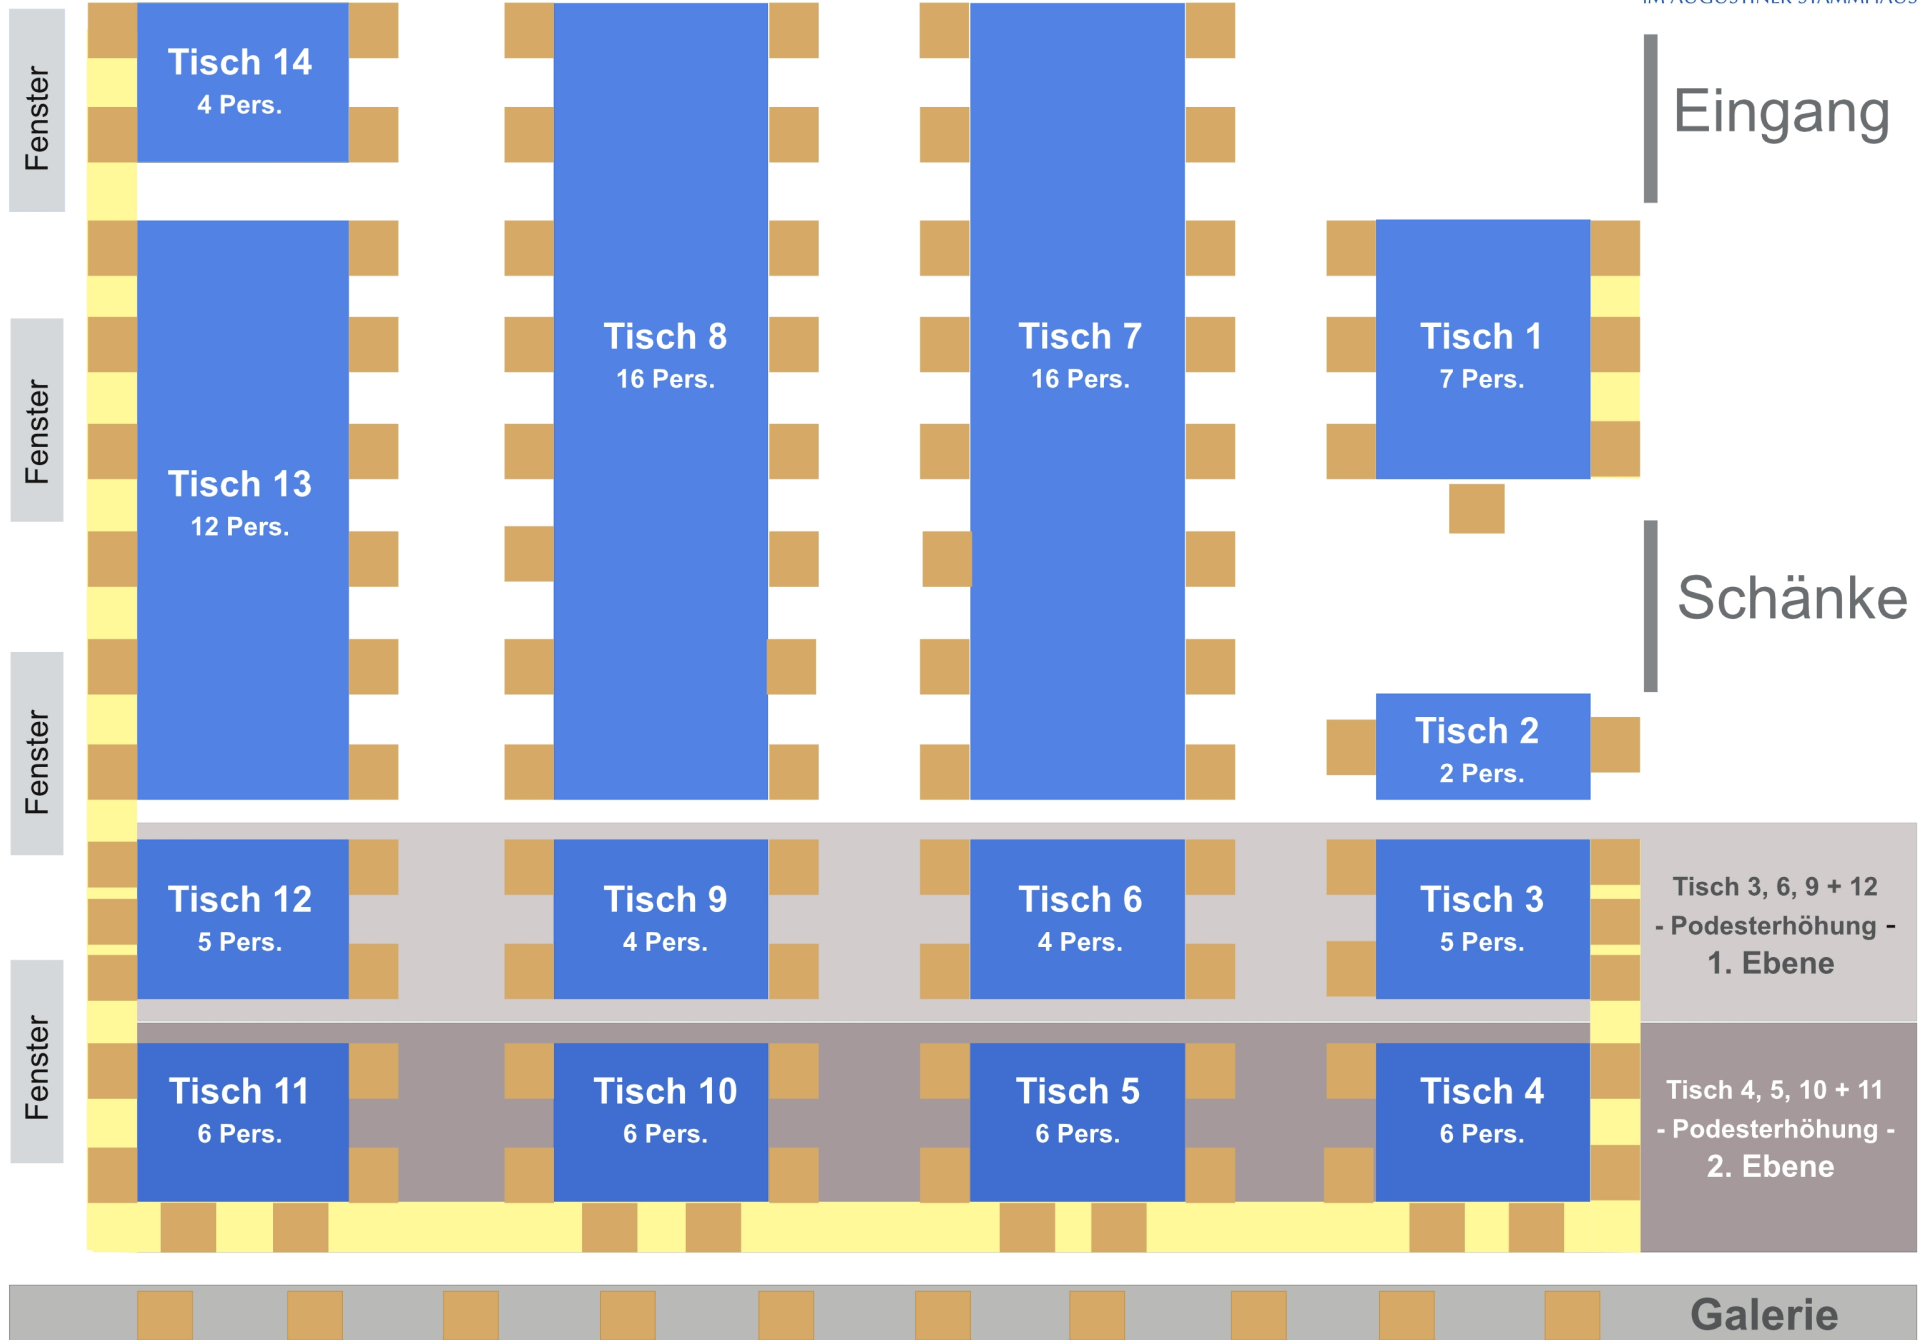 IM AUGUSTINER STAMMHAUS
Fenster
Tisch 14
4 Pers.
Eingang
Fenster
Tisch 13
12 Pers.
Tisch 8
16 Pers.
Tisch 7
16 Pers.
Tisch 1
7 Pers.
Schänke
Fenster
Tisch 2
2 Pers.
Tisch 12
5 Pers.
Tisch 9
4 Pers.
Tisch 6
4 Pers.
Tisch 3
5 Pers.
Tisch 3, 6, 9 + 12
- Podesterhöhung -
1. Ebene
Fenster
Tisch 11
6 Pers.
Tisch 10
6 Pers.
Tisch 5
6 Pers.
Tisch 4
6 Pers.
Tisch 4, 5, 10 + 11
- Podesterhöhung -
2. Ebene
Galerie